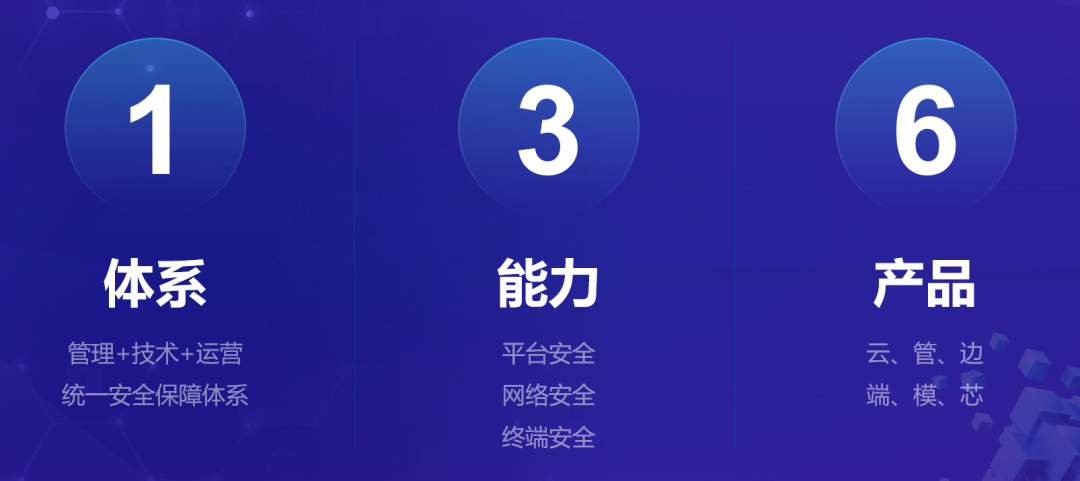 1
体系
管理+技术+运营
统一安全保障体系
3
能力
平台安全
网络安全
终端安全
6
产品
云、管、边
端、模、芯